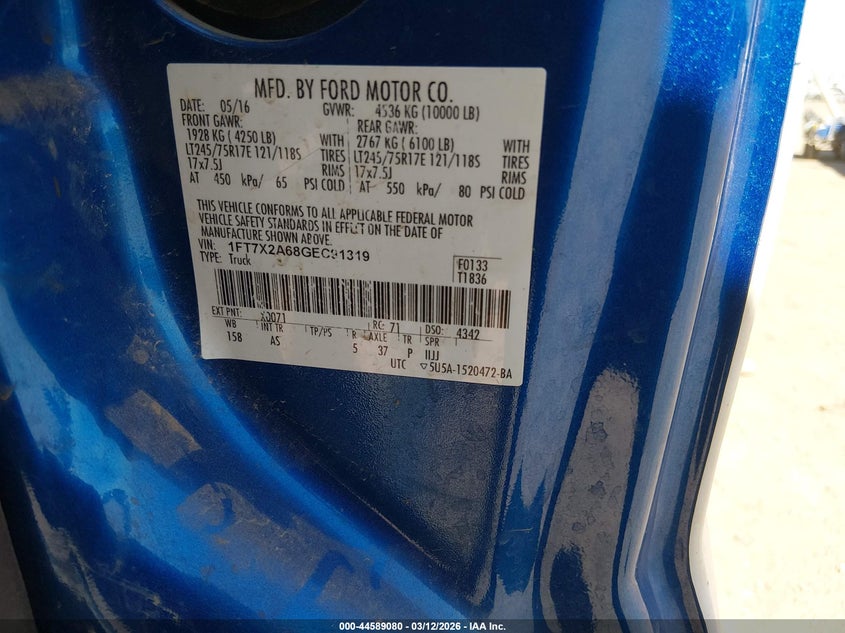 MFD. BY FORD MOTOR CO.
DATE: 05/16 GVWR: 4536 KG (10000 LB)
FRONT GAWR: REAR GAWR:
1928 KG ( 4250 LB) WITH 2767 KG ( 6100 LB) WITH
LT245/75R17E 121/118S TIRES LT245/75R17E 121/118S TIRES
17x7.5J RIMS 17x7.5J RIMS
AT 450 kPa/ 65 PSI COLD AT 550 kPa/ 80 PSI COLD
THIS VEHICLE CONFORMS TO ALL APPLICABLE FEDERAL MOTOR
VEHICLE SAFETY STANDARDS IN EFFECT ON THE DATE OF
MANUFACTURE SHOWN ABOVE.
VIN: 1FT7X2A68GEC91319
TYPE: Truck
F0133
T1836
EXT PNT: RC: 71 DSO: 4342
WB INT TR TP/PS R AXLE TR SPR
158 AS 5 37 P IIJJ
UTC ▽5U5A-1520472-BA
000-44589080 - 03/12/2026 - IAA Inc.